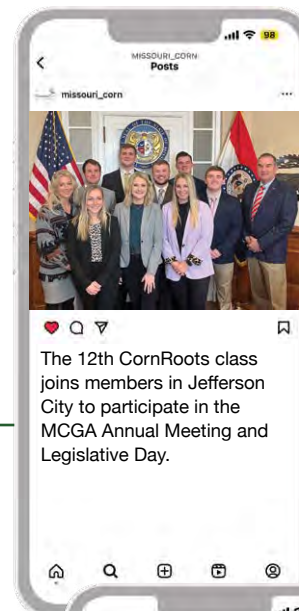 98
MISSOURI_CORN
Posts
missouri_corn
The 12th CornRoots class
joins members in Jefferson
City to participate in the
MCGA Annual Meeting and
Legislative Day.